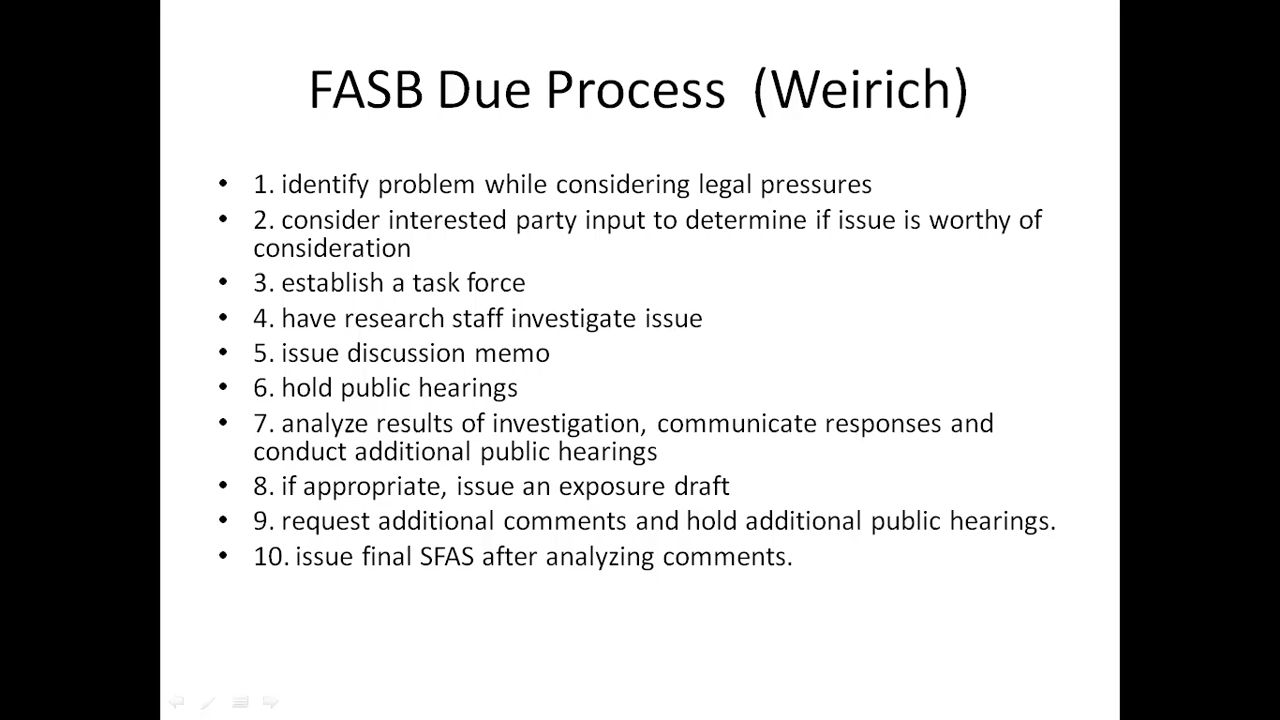 FASB Due Process (Weirich)
• 1. identify problem while considering legal pressures
• 2. consider interested party input to determine if issue is worthy of
consideration
• 3. establish a task force
• 4. have research staff investigate issue
• 5. issue discussion memo
• 6. hold public hearings
• 7. analyze results of investigation, communicate responses and
conduct additional public hearings
• 8. if appropriate, issue an exposure draft
• 9. request additional comments and hold additional public hearings.
• 10. issue final SFAS after analyzing comments.